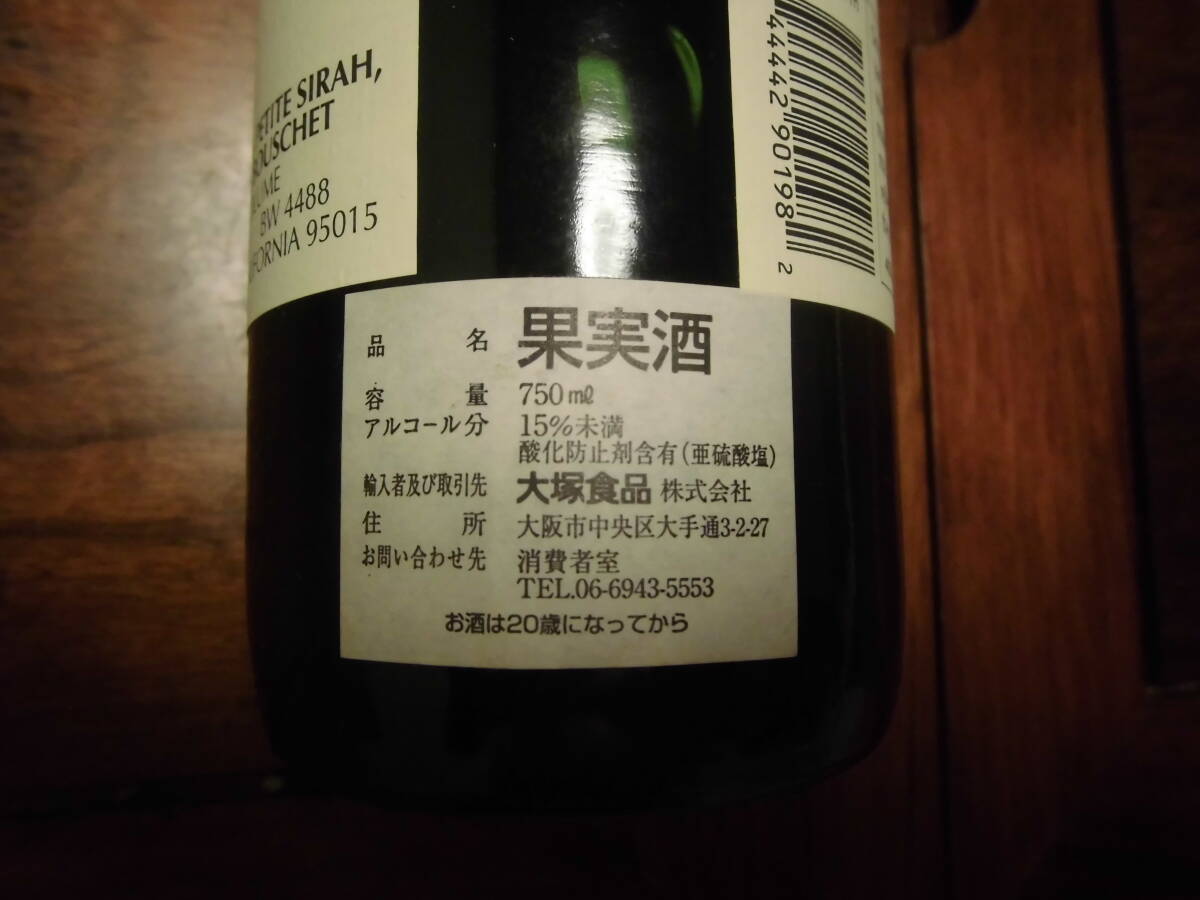 PETITE SIRAH,
BOUSCHET
BW 4488
CALIFORNIA 95015
44442 90198 2
品名 果実酒
容量 750㎖
アルコール分 15%未満
酸化防止剤含有(亜硫酸塩)
輸入者及び取引先 大塚食品 株式会社
住所 大阪市中央区大手通3-2-27
お問い合わせ先 消費者室
TEL.06-6943-5553
お酒は20歳になってから